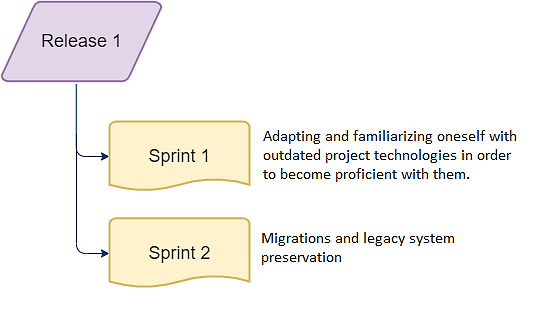 Release 1
Sprint 1
Adapting and familiarizing oneself with
outdated project technologies in order
to become proficient with them.
Sprint 2
Migrations and legacy system
preservation